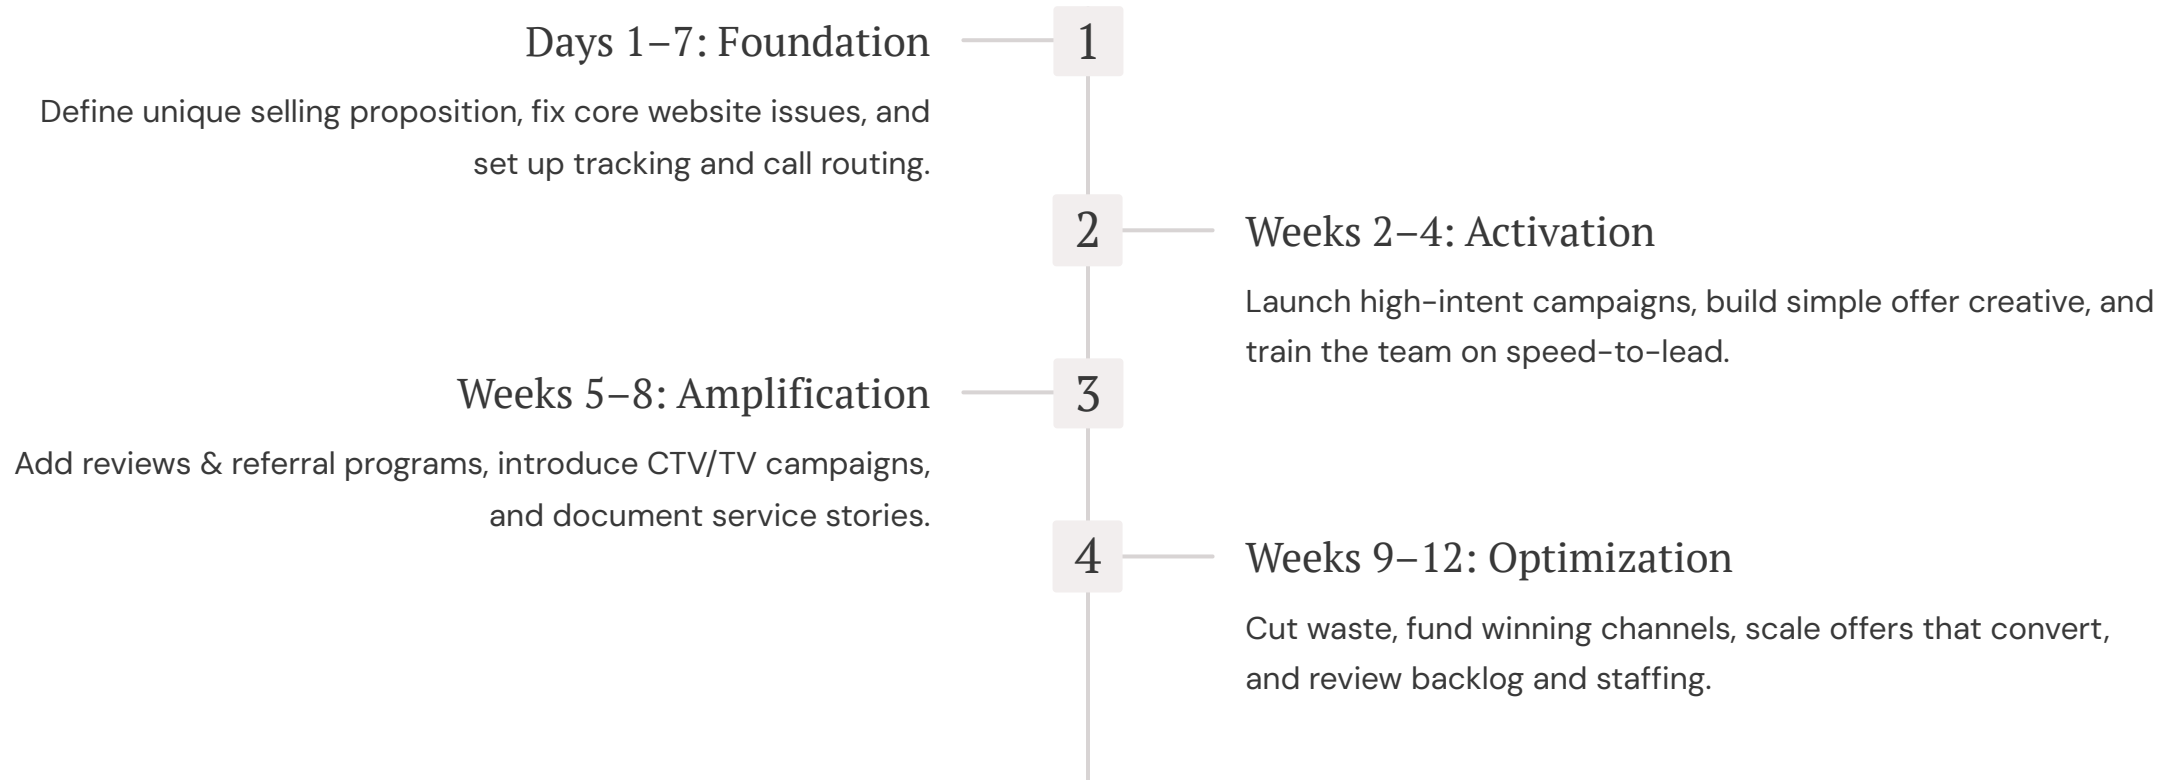 Days 1–7: Foundation
1
Define unique selling proposition, fix core website issues, and
set up tracking and call routing.
2
Weeks 2–4: Activation
Launch high-intent campaigns, build simple offer creative, and
train the team on speed-to-lead.
Weeks 5–8: Amplification
3
Add reviews & referral programs, introduce CTV/TV campaigns,
and document service stories.
4
Weeks 9–12: Optimization
Cut waste, fund winning channels, scale offers that convert,
and review backlog and staffing.